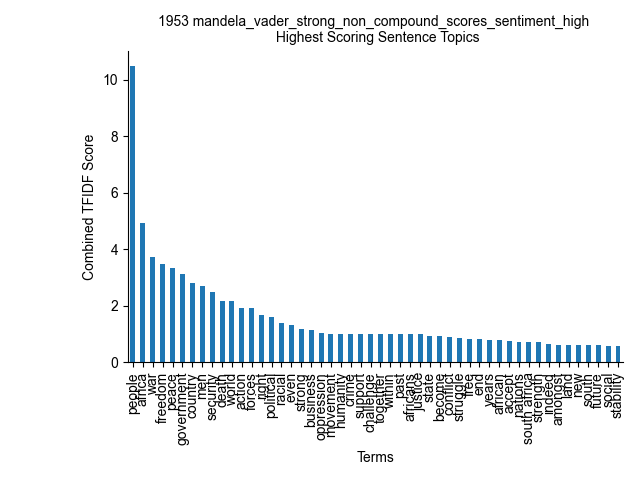 1953 mandela_vader_strong_non_compound_scores_sentiment_high
Highest Scoring Sentence Topics
Combined TFIDF Score
10
8
6
4
2
0
people
africa
war
freedom
peace
government
country
men
security
death
world
action
forces
right
political
racial
even
strong
business
oppression
movement
humanity
crime
support
challenge
together
within
past
africans
justice
state
become
conflict
struggle
free
end
years
african
accept
nations
south africa
strength
indeed
amongst
land
new
south
future
social
stability
Terms